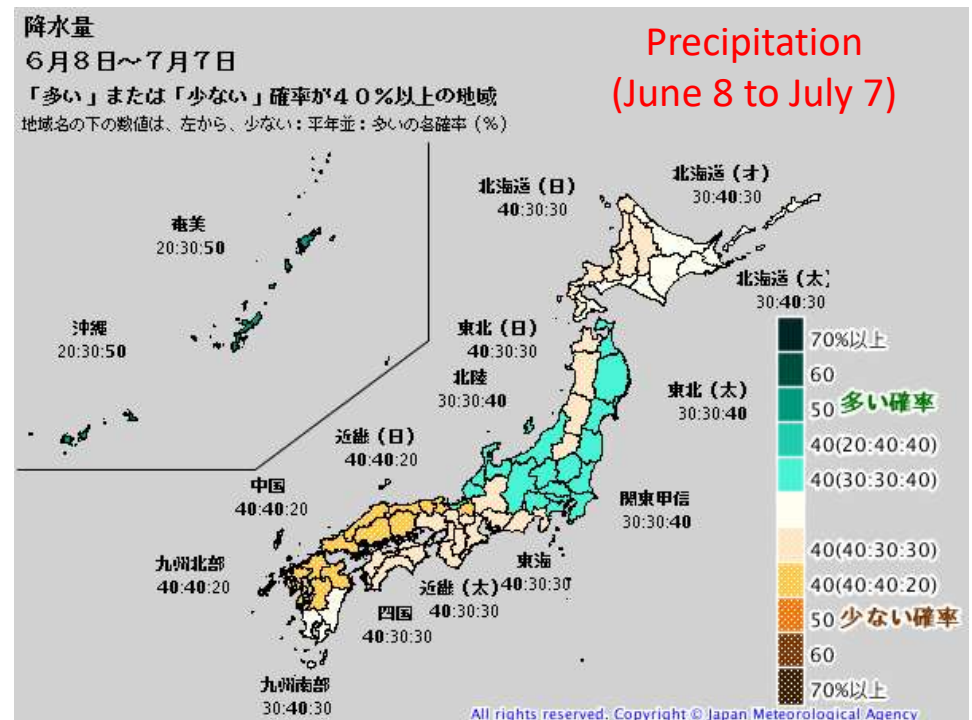 降水量
6月8日～7月7日
「多い」または「少ない」確率が40％以上の地域
地域名の下の数値は、左から、少ない：平年並：多いの各確率（％）
Precipitation
(June 8 to July 7)
北海道（日）
40:30:30
北海道（オ）
30:40:30
北海道（太）
30:40:30
奄美
20:30:50
沖縄
20:30:50
東北（日）
40:30:30
北陸
30:30:40
東北（太）
30:30:40
近畿（日）
40:40:20
中国
40:40:20
関東甲信
30:30:40
九州北部
40:40:20
東海
40:30:30
近畿（太）
40:30:30
四国
40:30:30
九州南部
30:40:30
70%以上
60
50 多い確率
40(20:40:40)
40(30:30:40)
40(40:30:30)
40(40:40:20)
50 少ない確率
60
70%以上
All rights reserved. Copyright © Japan Meteorological Agency